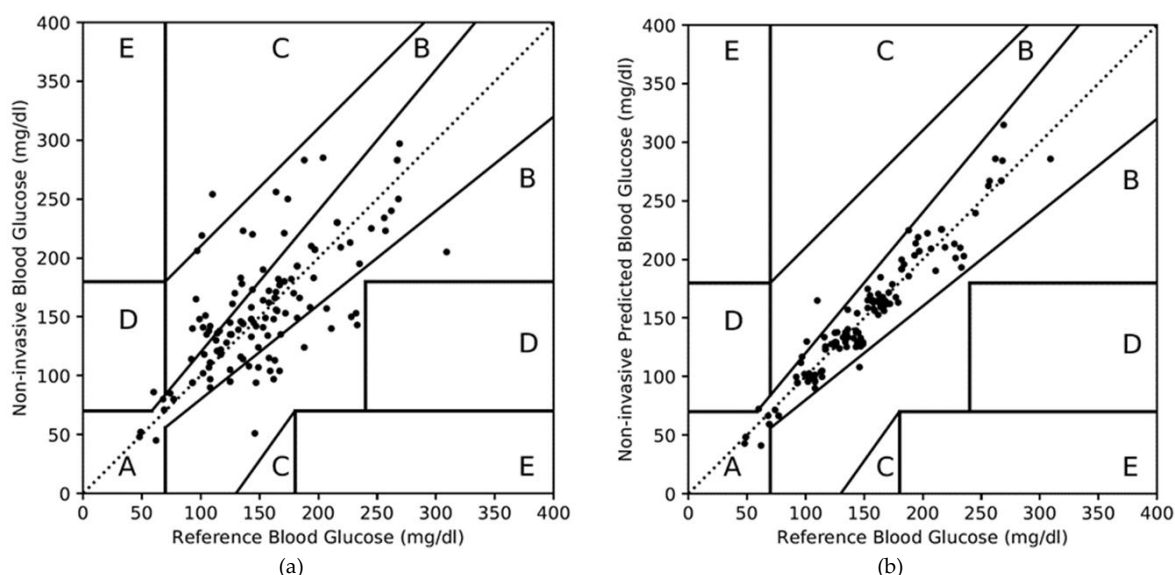 Non-invasive Blood Glucose (mg/dl)
400
350
300
250
200
150
100
50
0
E
C
B
B
D
D
A
C
E
0 50 100 150 200 250 300 350 400
Reference Blood Glucose (mg/dl)
(a)
Non-invasive Predicted Blood Glucose (mg/dl)
400
350
300
250
200
150
100
50
0
E
C
B
B
D
D
A
C
E
0 50 100 150 200 250 300 350 400
Reference Blood Glucose (mg/dl)
(b)